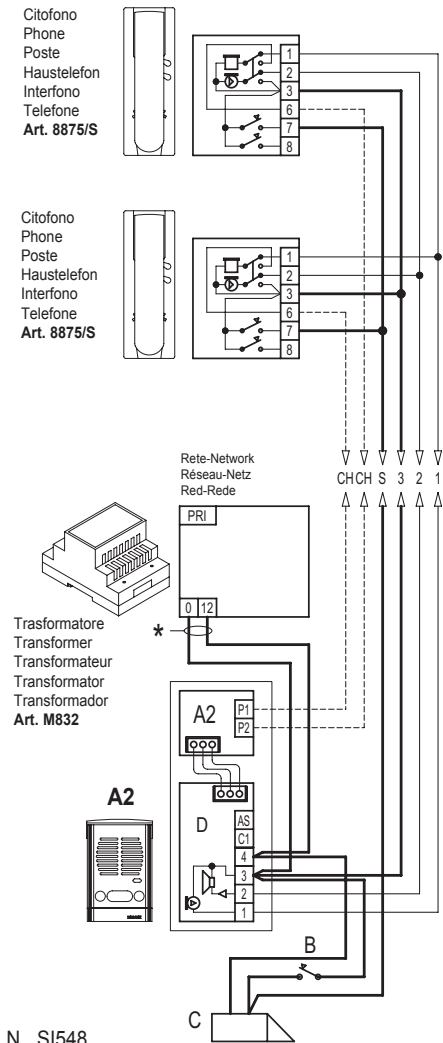 Citofono
Phone
Poste
Haustelefon
Interfono
Telefone
Art. 8875/S
1
2
3
6
7
8
Citofono
Phone
Poste
Haustelefon
Interfono
Telefone
Art. 8875/S
1
2
3
6
7
8
CH CH S 3 2 1
Rete-Network
Réseau-Netz
Red-Rede
PRI
0 12
*
Trasformatore
Transformer
Transformateur
Transformator
Transformador
Art. M832
A2
P1
P2
A2
D
AS
C1
4
3
2
1
B
C
N. SI548